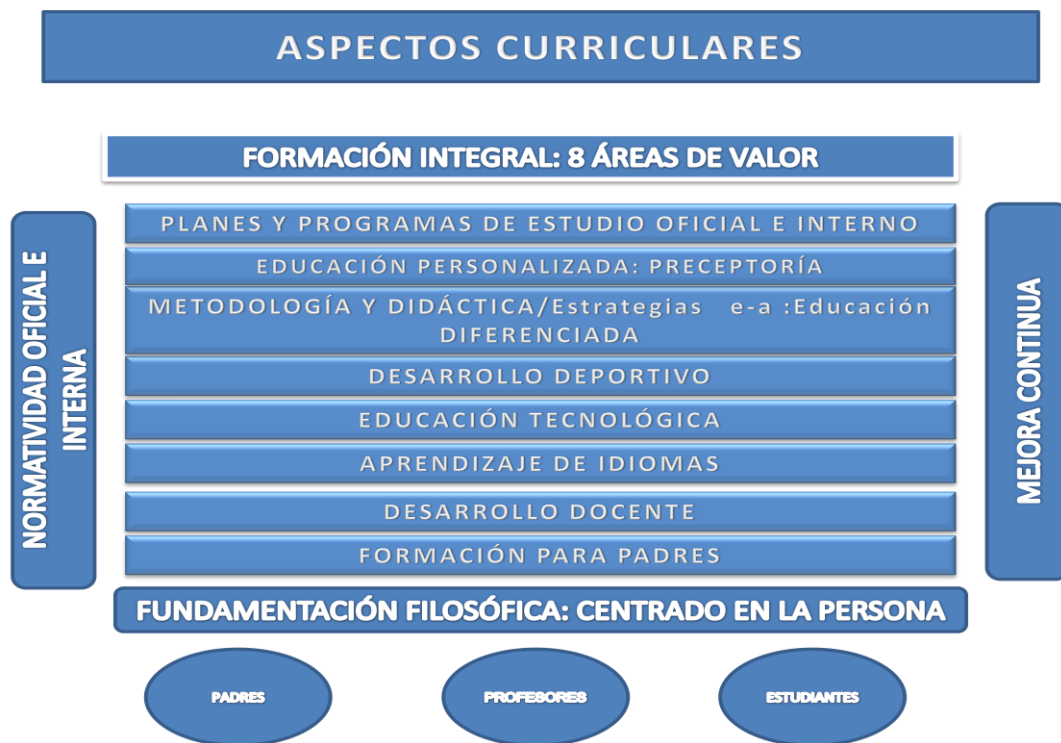 ASPECTOS CURRICULARES
FORMACIÓN INTEGRAL: 8 ÁREAS DE VALOR
NORMATIVIDAD OFICIAL E
INTERNA
PLANES Y PROGRAMAS DE ESTUDIO OFICIAL E INTERNO
EDUCACIÓN PERSONALIZADA: PRECEPTORÍA
METODOLOGÍA Y DIDÁCTICA/Estrategias e-a :Educación
DIFERENCIADA
DESARROLLO DEPORTIVO
EDUCACIÓN TECNOLÓGICA
APRENDIZAJE DE IDIOMAS
DESARROLLO DOCENTE
FORMACIÓN PARA PADRES
MEJORA CONTINUA
FUNDAMENTACIÓN FILOSÓFICA: CENTRADO EN LA PERSONA
PADRES
PROFESORES
ESTUDIANTES